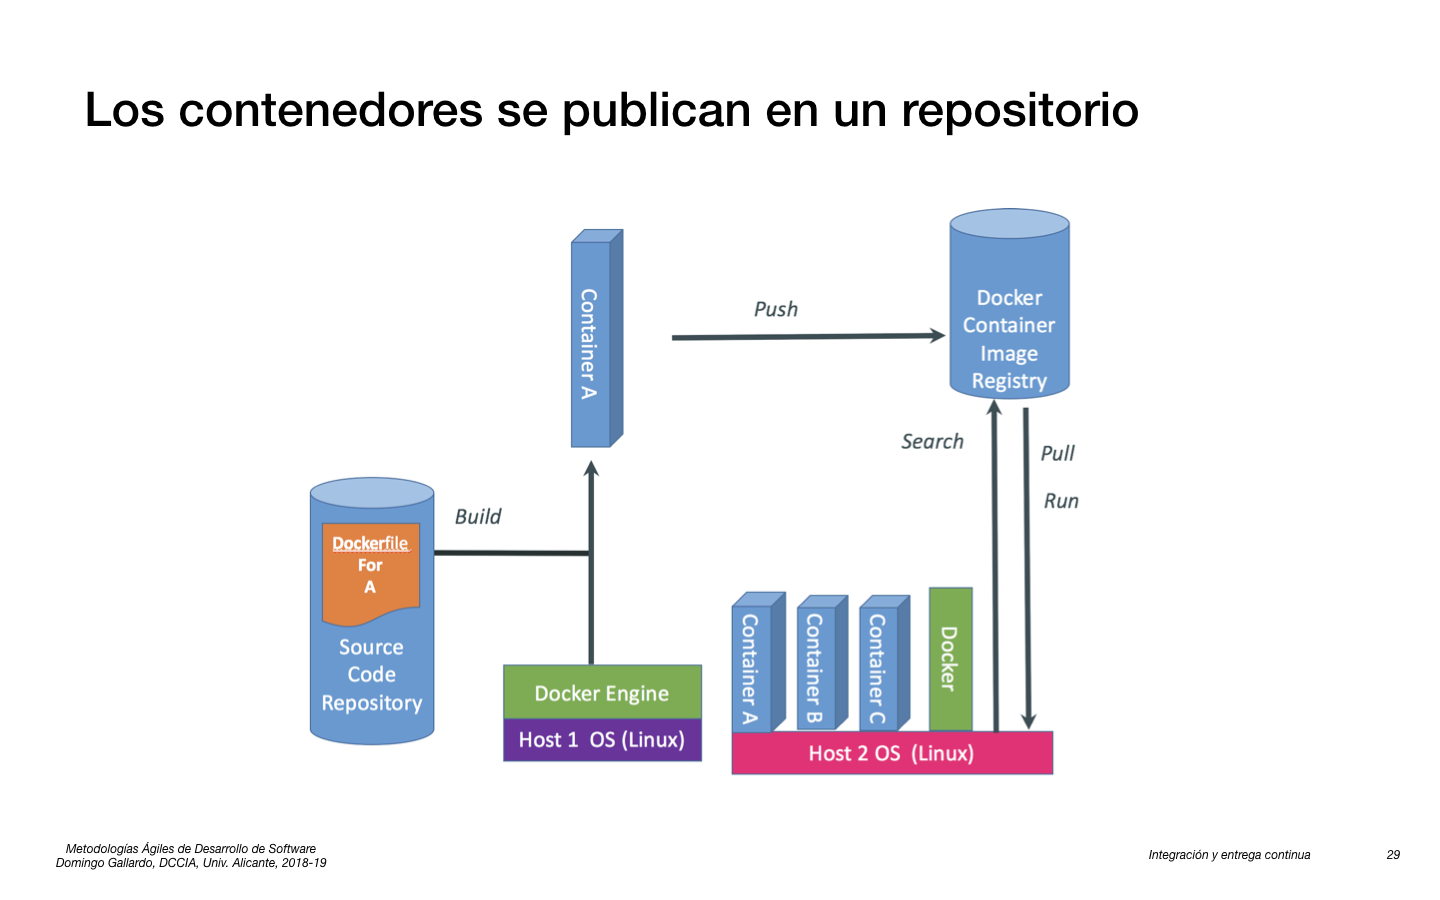 Los contenedores se publican en un repositorio
Container A
Push
Docker
Container
Image
Registry
Search
Pull
Run
Build
Dockerfile
For
A
Source
Code
Repository
Docker Engine
Host 1 OS (Linux)
Container A
Container B
Container C
Docker
Host 2 OS (Linux)
Metodologías Ágiles de Desarrollo de Software
Domingo Gallardo, DCCIA, Univ. Alicante, 2018-19
Integración y entrega continua
29